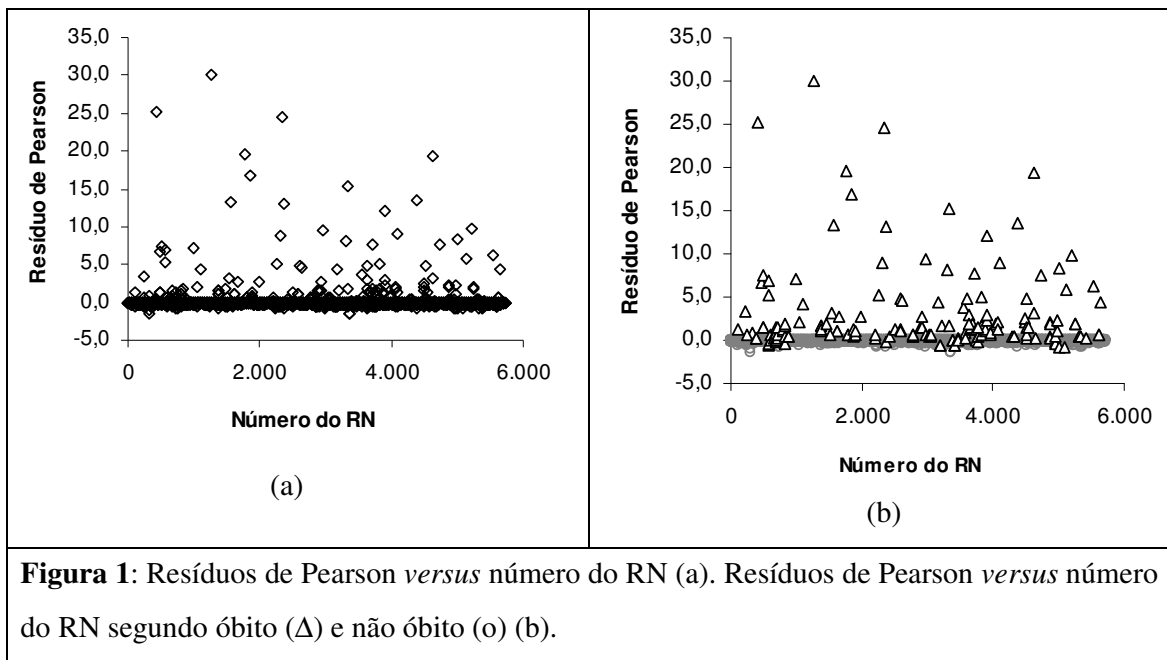 35,0
30,0
25,0
20,0
15,0
10,0
5,0
0,0
-5,0
Resíduo de Pearson
0 2.000 4.000 6.000
Número do RN
(a)
35,0
30,0
25,0
20,0
15,0
10,0
5,0
0,0
-5,0
Resíduo de Pearson
0 2.000 4.000 6.000
Número do RN
(b)
Figura 1: Resíduos de Pearson versus número do RN (a). Resíduos de Pearson versus número
do RN segundo óbito (Δ) e não óbito (o) (b).